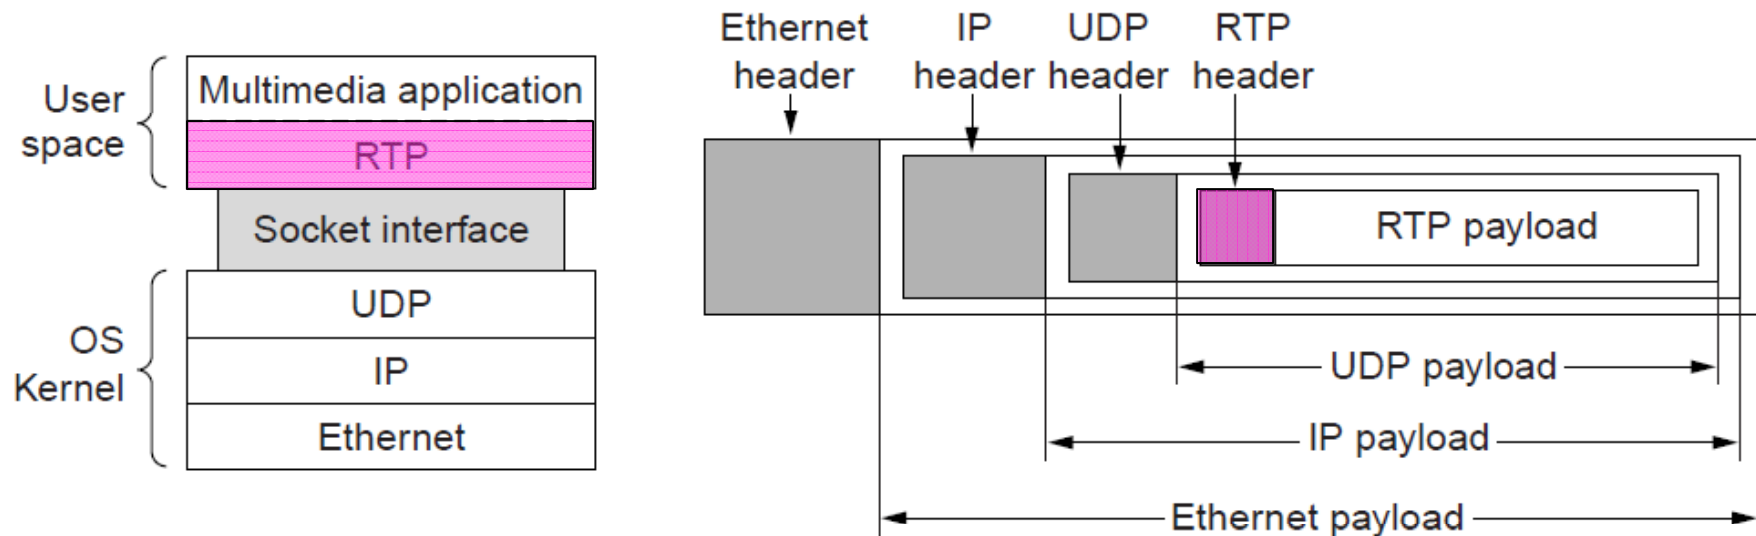 User
space
Multimedia application
RTP
Socket interface
OS
Kernel
UDP
IP
Ethernet
Ethernet
header
IP
header
UDP
header
RTP
header
RTP payload
UDP payload
IP payload
Ethernet payload